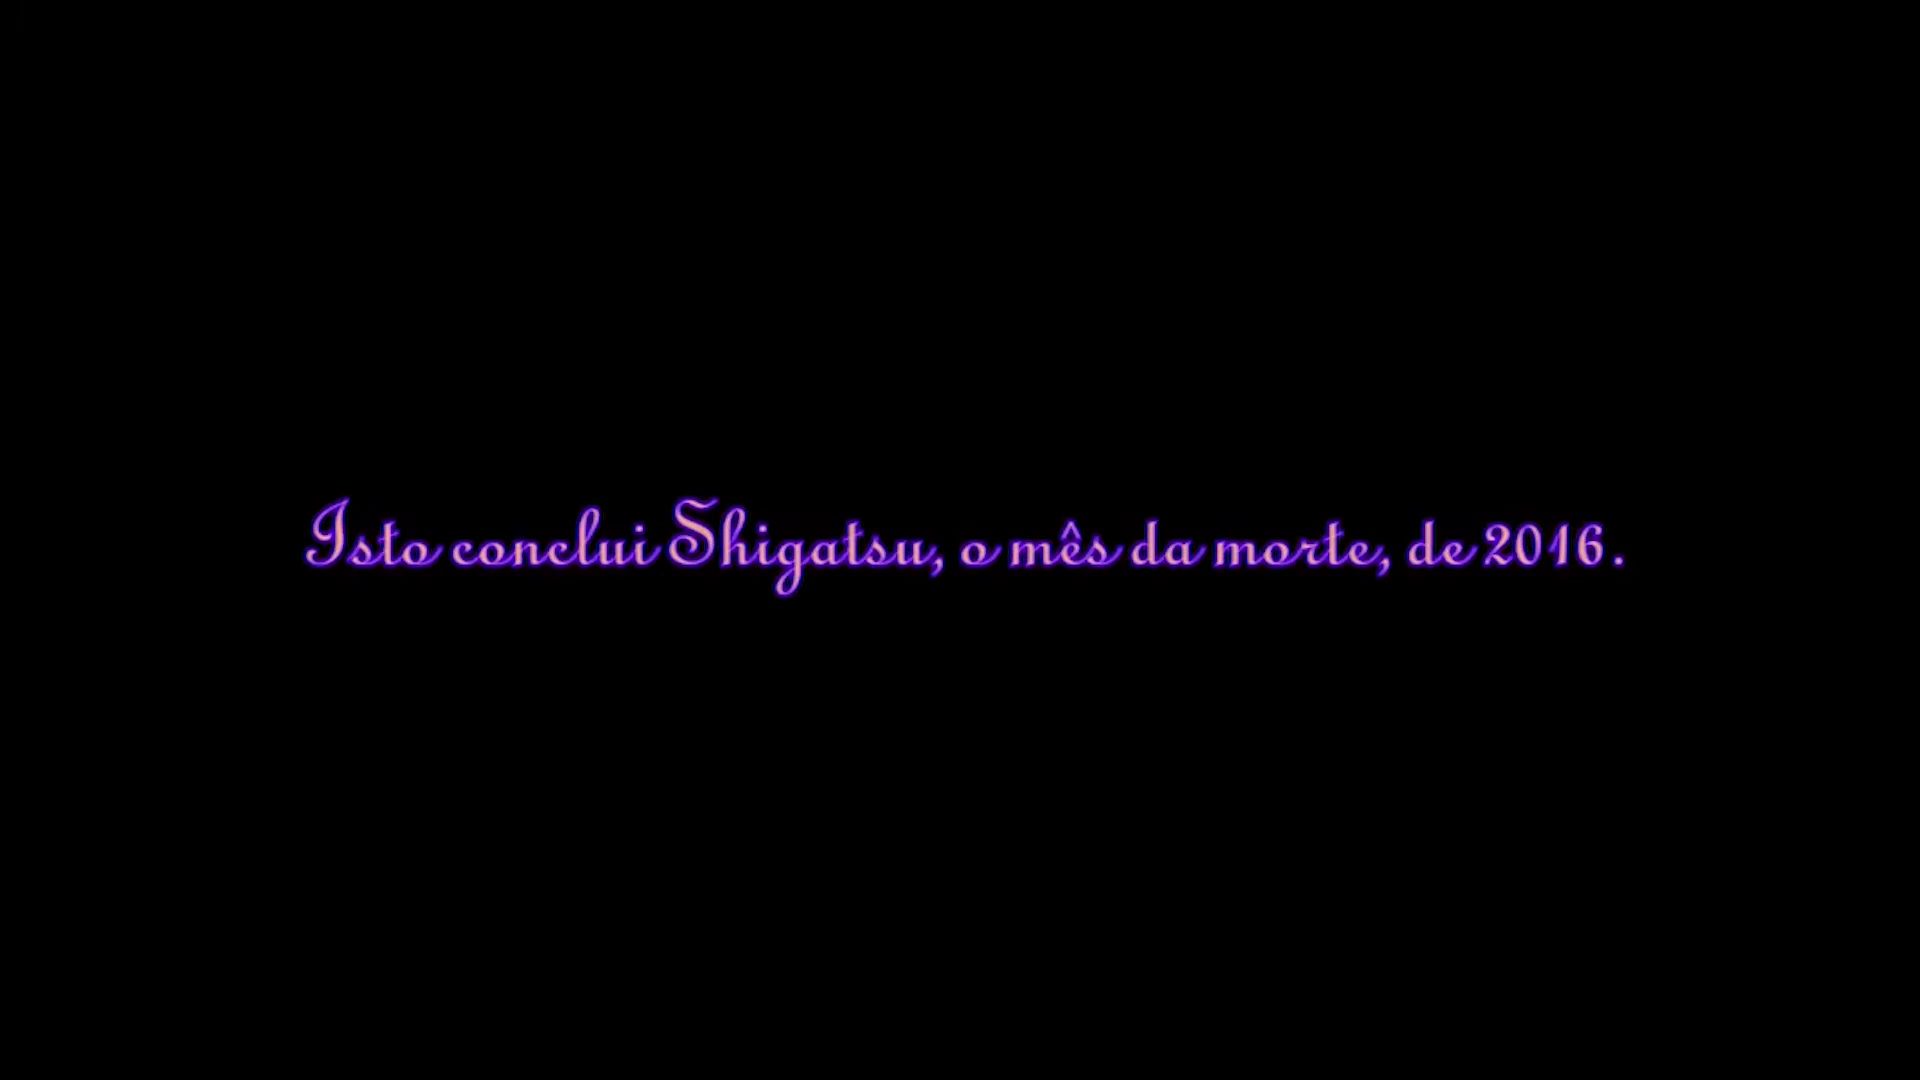 Isto conclui Shigatsu, o mês da morte, de 2016.